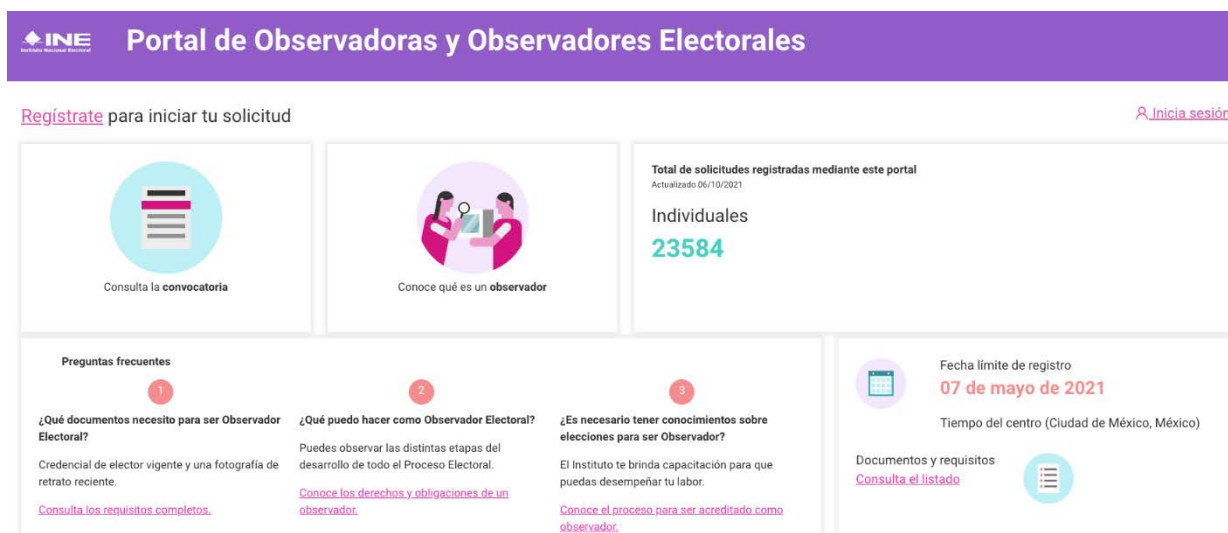 INE
Instituto Nacional Electoral
Portal de Observadoras y Observadores Electorales
Regístrate para iniciar tu solicitud
Inicia sesión
Consulta la convocatoria
Conoce qué es un observador
Total de solicitudes registradas mediante este portal
Actualizado 06/10/2021
Individuales
23584
Preguntas frecuentes
1
¿Qué documentos necesito para ser Observador
Electoral?
Credencial de elector vigente y una fotografía de
retrato reciente.
Consulta los requisitos completos.
2
¿Qué puedo hacer como Observador Electoral?
Puedes observar las distintas etapas del
desarrollo de todo el Proceso Electoral.
Conoce los derechos y obligaciones de un
observador.
3
¿Es necesario tener conocimientos sobre
elecciones para ser Observador?
El Instituto te brinda capacitación para que
puedas desempeñar tu labor.
Conoce el proceso para ser acreditado como
observador.
Fecha límite de registro
07 de mayo de 2021
Tiempo del centro (Ciudad de México, México)
Documentos y requisitos
Consulta el listado